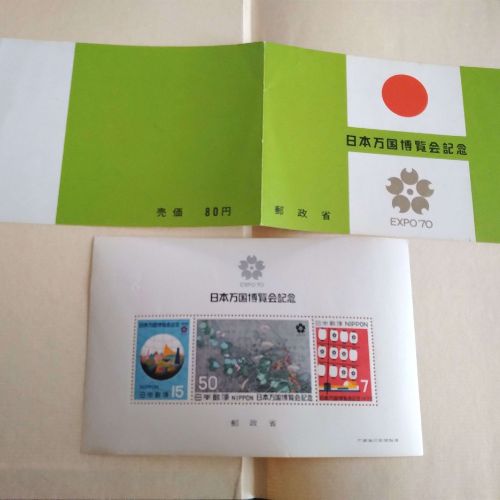 日本万国博覧会記念
EXPO'70
売価 80円
郵政省
EXPO'70
日本万国博覧会記念
日本万国博覧会記念
NIPPON
日本郵便 15
50
日本郵便 NIPPON 日本万国博覧会記念
日本郵便 NIPPON
7
郵政省